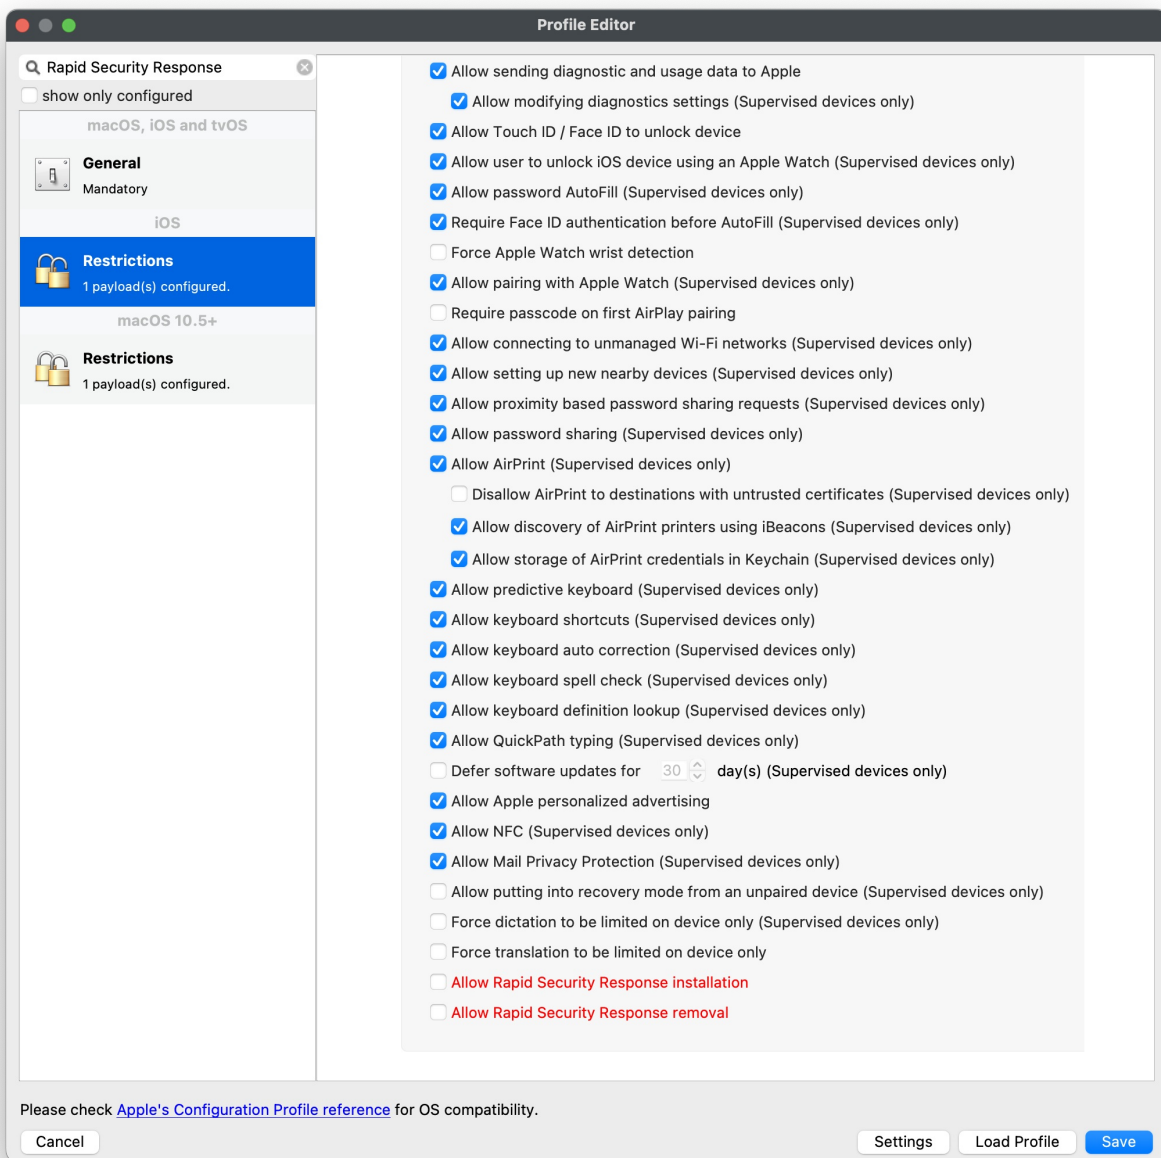 Profile Editor
Rapid Security Response
show only configured
macOS, iOS and tvOS
General
Mandatory
iOS
Restrictions
1 payload(s) configured.
macOS 10.5+
Restrictions
1 payload(s) configured.
Allow sending diagnostic and usage data to Apple
Allow modifying diagnostics settings (Supervised devices only)
Allow Touch ID / Face ID to unlock device
Allow user to unlock iOS device using an Apple Watch (Supervised devices only)
Allow password AutoFill (Supervised devices only)
Require Face ID authentication before AutoFill (Supervised devices only)
Force Apple Watch wrist detection
Allow pairing with Apple Watch (Supervised devices only)
Require passcode on first AirPlay pairing
Allow connecting to unmanaged Wi-Fi networks (Supervised devices only)
Allow setting up new nearby devices (Supervised devices only)
Allow proximity based password sharing requests (Supervised devices only)
Allow password sharing (Supervised devices only)
Allow AirPrint (Supervised devices only)
Disallow AirPrint to destinations with untrusted certificates (Supervised devices only)
Allow discovery of AirPrint printers using iBeacons (Supervised devices only)
Allow storage of AirPrint credentials in Keychain (Supervised devices only)
Allow predictive keyboard (Supervised devices only)
Allow keyboard shortcuts (Supervised devices only)
Allow keyboard auto correction (Supervised devices only)
Allow keyboard spell check (Supervised devices only)
Allow keyboard definition lookup (Supervised devices only)
Allow QuickPath typing (Supervised devices only)
Defer software updates for 30 day(s) (Supervised devices only)
Allow Apple personalized advertising
Allow NFC (Supervised devices only)
Allow Mail Privacy Protection (Supervised devices only)
Allow putting into recovery mode from an unpaired device (Supervised devices only)
Force dictation to be limited on device only (Supervised devices only)
Force translation to be limited on device only
Allow Rapid Security Response installation
Allow Rapid Security Response removal
Please check Apple's Configuration Profile reference for OS compatibility.
Cancel Settings Load Profile Save